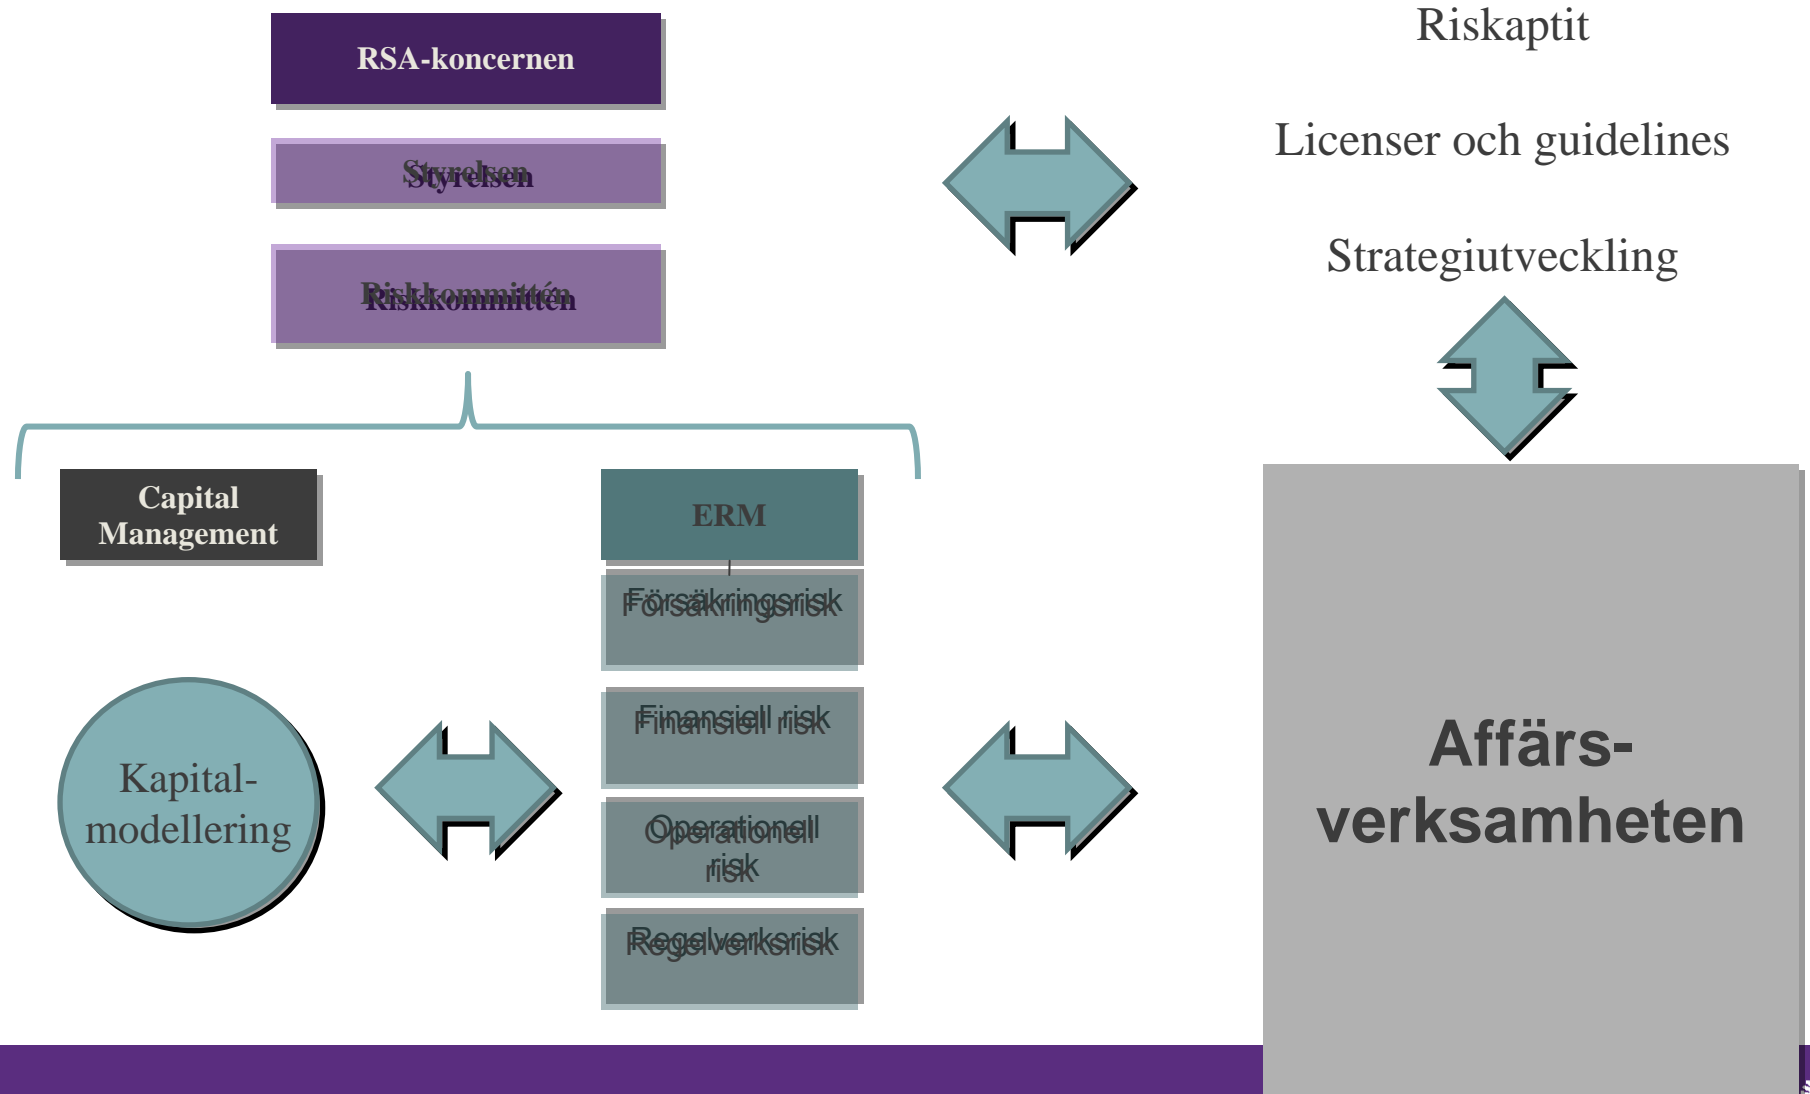 RSA-koncernen
Styrelsen
Riskkommittén
Riskaptit
Licenser och guidelines
Strategiutveckling
Capital
Management
ERM
Försäkringsrisk
Finansiell risk
Operationell
risk
Regelverksrisk
Kapital-
modellering
Affärs-
verksamheten